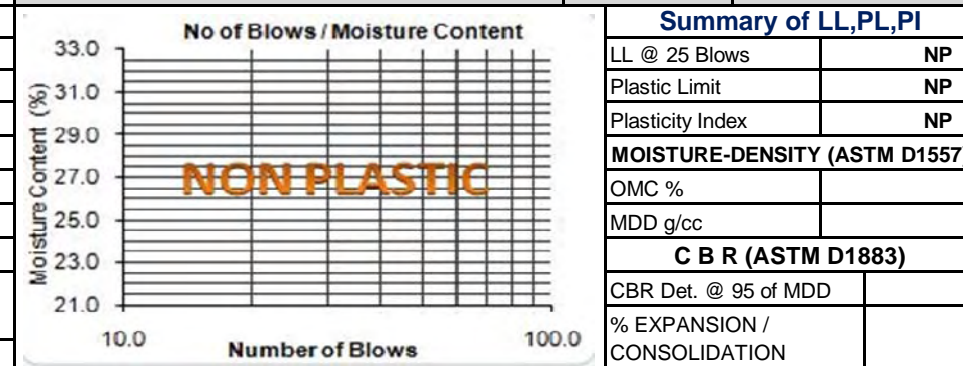 No of Blows / Moisture Content
33.0
31.0
29.0
27.0
25.0
23.0
21.0
Moisture Content (%)
NON PLASTIC
10.0
100.0
Number of Blows
Summary of LL,PL,PI
LL @ 25 Blows NP
Plastic Limit NP
Plasticity Index NP
MOISTURE-DENSITY (ASTM D1557)
OMC %
MDD g/cc
C B R (ASTM D1883)
CBR Det. @ 95 of MDD
% EXPANSION /
CONSOLIDATION